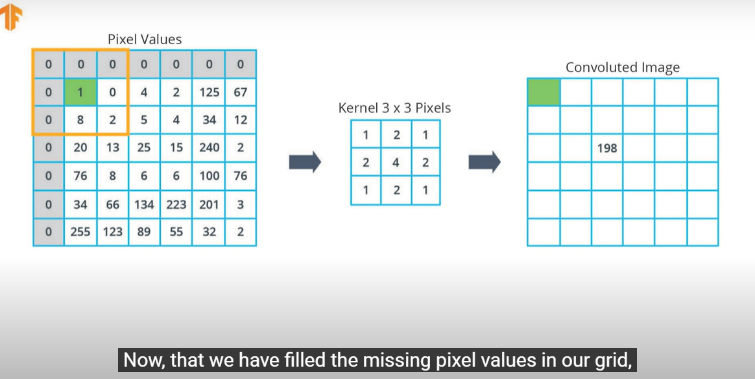 Pixel Values
0 0 0 0 0 0 0
0 1 0 4 2 125 67
0 8 2 5 4 34 12
0 20 13 25 15 240 2
0 76 8 6 6 100 76
0 34 66 134 223 201 3
0 255 123 89 55 32 2
Kernel 3 x 3 Pixels
1 2 1
2 4 2
1 2 1
Convoluted Image
198
Now, that we have filled the missing pixel values in our grid,